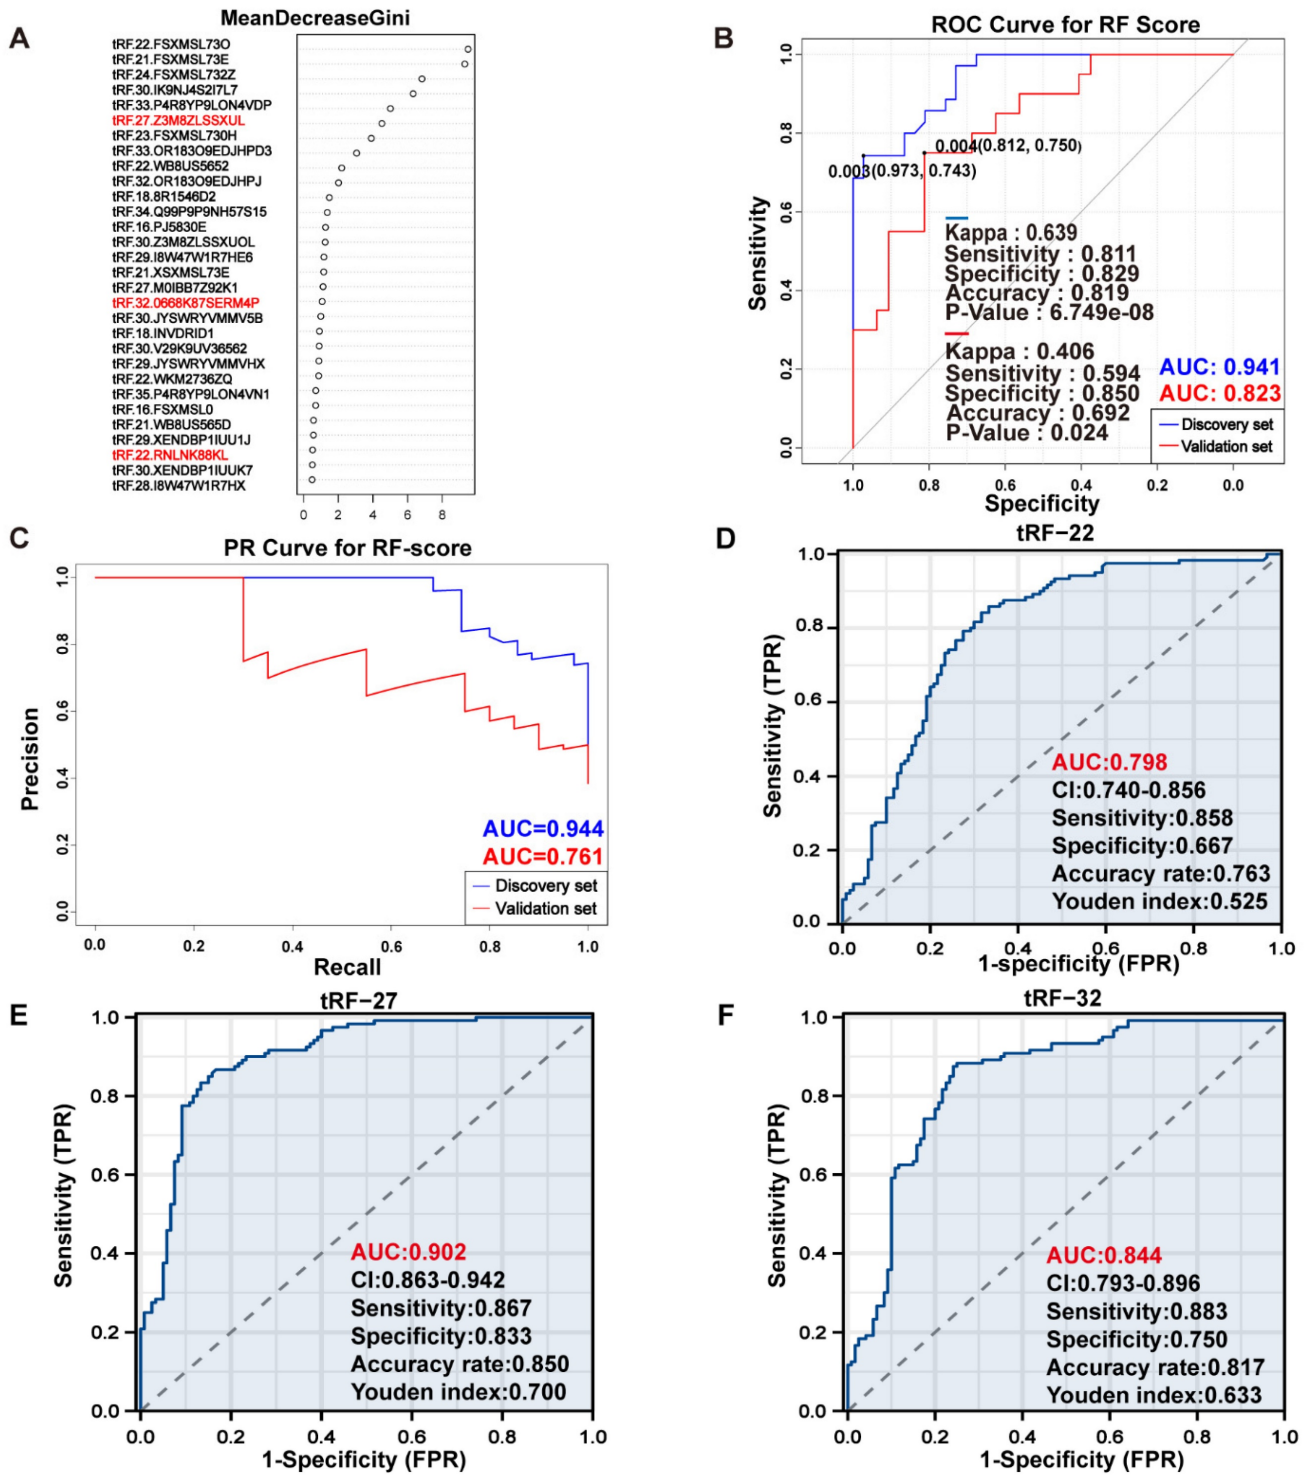 A
MeanDecreaseGini
tRF.22.FSXMSL73O
tRF.21.FSXMSL73E
tRF.24.FSXMSL732Z
tRF.30.IK9NJ4S2I7L7
tRF.33.P4R8YP9LON4VDP
tRF.27.Z3M8ZLSSXUL
tRF.23.FSXMSL730H
tRF.33.OR183O9EDJHPD3
tRF.22.WB8US5652
tRF.32.OR183O9EDJHPJ
tRF.18.8R1546D2
tRF.34.Q99P9P9NH57S15
tRF.16.PJ5830E
tRF.30.Z3M8ZLSSXUOL
tRF.29.I8W47W1R7HE6
tRF.21.XSXMSL73E
tRF.27.M0IBB7Z92K1
tRF.32.0668K87SERM4P
tRF.30.JYSWRYVMMV5B
tRF.18.INVDRID1
tRF.30.V29K9UV36562
tRF.29.JYSWRYVMMVHX
tRF.22.WKM2736ZQ
tRF.35.P4R8YP9LON4VN1
tRF.16.FSXMSL0
tRF.21.WB8US565D
tRF.29.XENDBP1IUU1J
tRF.22.RNLNK88KL
tRF.30.XENDBP1IUUK7
tRF.28.I8W47W1R7HX
0 2 4 6 8
B
ROC Curve for RF Score
Sensitivity
1.0
0.8
0.6
0.4
0.2
0.0
0.003(0.973, 0.743)
0.004(0.812, 0.750)
Kappa : 0.639
Sensitivity : 0.811
Specificity : 0.829
Accuracy : 0.819
P-Value : 6.749e-08
Kappa : 0.406
Sensitivity : 0.594
Specificity : 0.850
Accuracy : 0.692
P-Value : 0.024
AUC: 0.941
AUC: 0.823
Discovery set
Validation set
1.0 0.8 0.6 0.4 0.2 0.0
Specificity
C
PR Curve for RF-score
Precision
1.0
0.8
0.6
0.4
0.2
0.0
AUC=0.944
AUC=0.761
Discovery set
Validation set
0.0 0.2 0.4 0.6 0.8 1.0
Recall
D
tRF−22
Sensitivity (TPR)
1.0
0.8
0.6
0.4
0.2
0.0
AUC:0.798
CI:0.740-0.856
Sensitivity:0.858
Specificity:0.667
Accuracy rate:0.763
Youden index:0.525
0.0 0.2 0.4 0.6 0.8 1.0
1-specificity (FPR)
E
tRF−27
Sensitivity (TPR)
1.0
0.8
0.6
0.4
0.2
0.0
AUC:0.902
CI:0.863-0.942
Sensitivity:0.867
Specificity:0.833
Accuracy rate:0.850
Youden index:0.700
0.0 0.2 0.4 0.6 0.8 1.0
1-Specificity (FPR)
F
tRF−32
Sensitivity (TPR)
1.0
0.8
0.6
0.4
0.2
0.0
AUC:0.844
CI:0.793-0.896
Sensitivity:0.883
Specificity:0.750
Accuracy rate:0.817
Youden index:0.633
0.0 0.2 0.4 0.6 0.8 1.0
1-Specificity (FPR)